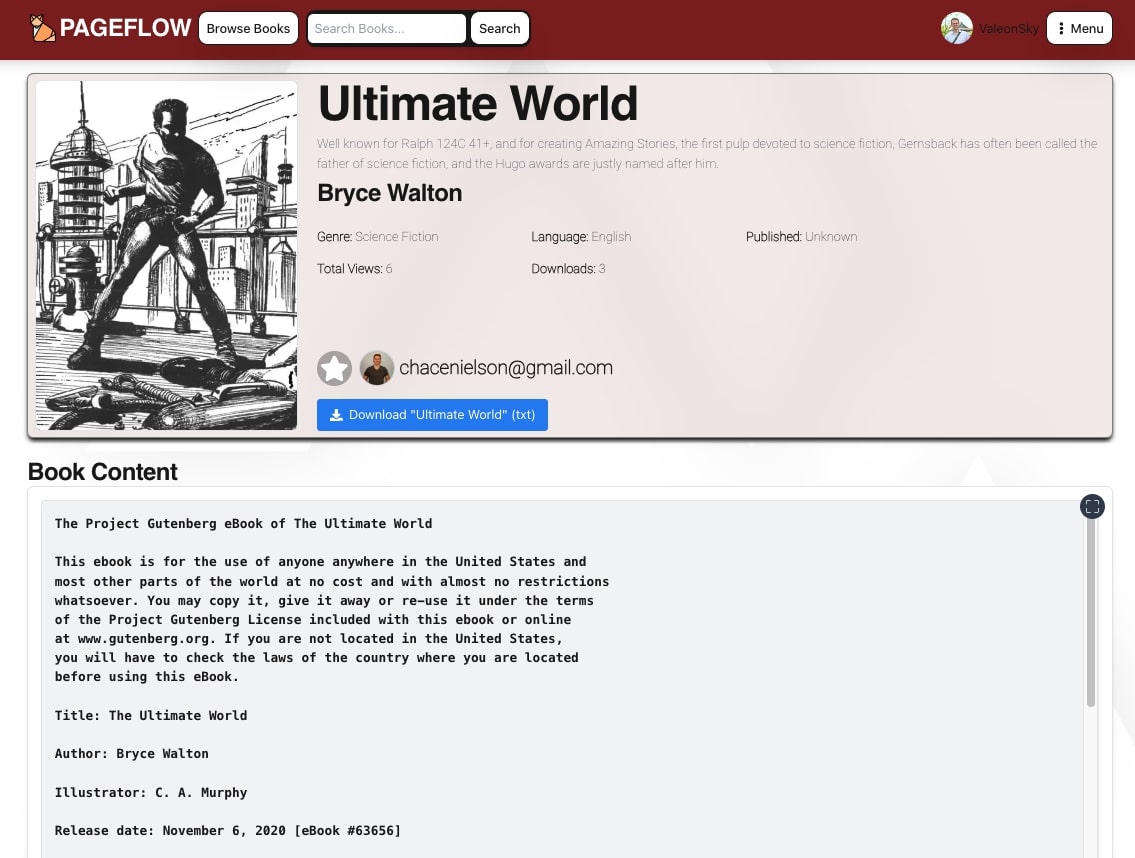 PAGEFLOW
Browse Books
Search Books...
Search
ValeonSky
Menu
Ultimate World
Well known for Ralph 124C 41+, and for creating Amazing Stories, the first pulp devoted to science fiction, Gernsback has often been called the
father of science fiction, and the Hugo awards are justly named after him.
Bryce Walton
Genre: Science Fiction
Language: English
Published: Unknown
Total Views: 6
Downloads: 3
chacenielson@gmail.com
Download "Ultimate World" (txt)
Book Content
The Project Gutenberg eBook of The Ultimate World
This ebook is for the use of anyone anywhere in the United States and
most other parts of the world at no cost and with almost no restrictions
whatsoever. You may copy it, give it away or re-use it under the terms
of the Project Gutenberg License included with this ebook or online
at www.gutenberg.org. If you are not located in the United States,
you will have to check the laws of the country where you are located
before using this eBook.
Title: The Ultimate World
Author: Bryce Walton
Illustrator: C. A. Murphy
Release date: November 6, 2020 [eBook #63656]